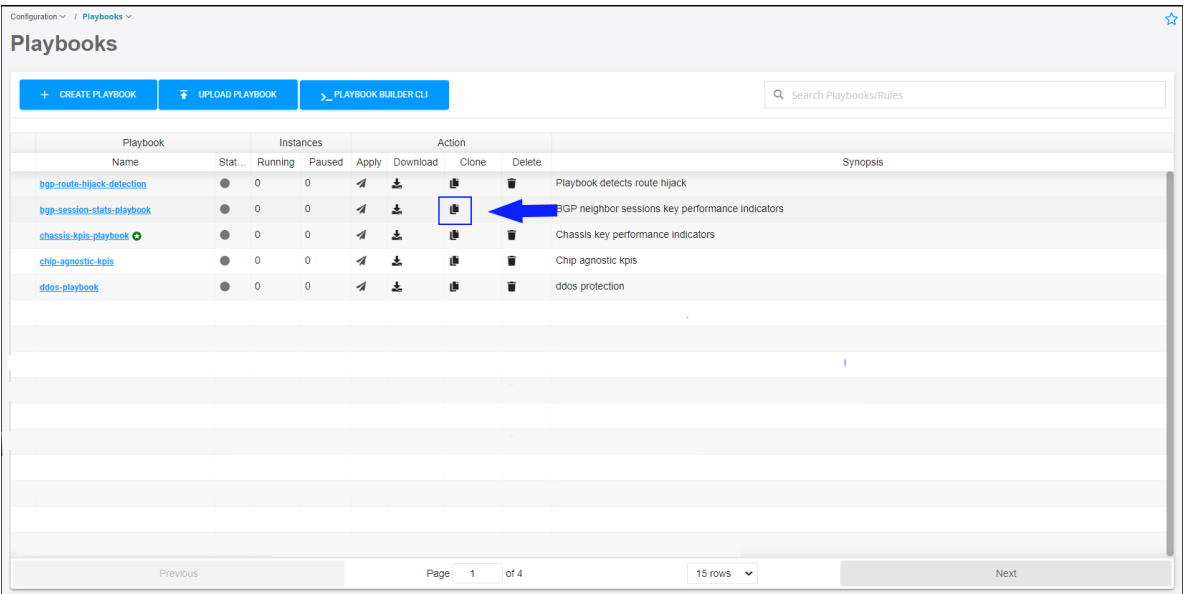 Configuration / Playbooks
Playbooks
+ CREATE PLAYBOOK UPLOAD PLAYBOOK >_ PLAYBOOK BUILDER CLI Search Playbooks/Rules
Playbook Instances Action
Name Stat... Running Paused Apply Download Clone Delete Synopsis
bgp-route-hijack-detection 0 0 Playbook detects route hijack
bgp-session-stats-playbook 0 0 BGP neighbor sessions key performance indicators
chassis-kpis-playbook 0 0 Chassis key performance indicators
chip-agnostic-kpis 0 0 Chip agnostic kpis
ddos-playbook 0 0 ddos protection
Previous Page 1 of 4 15 rows Next